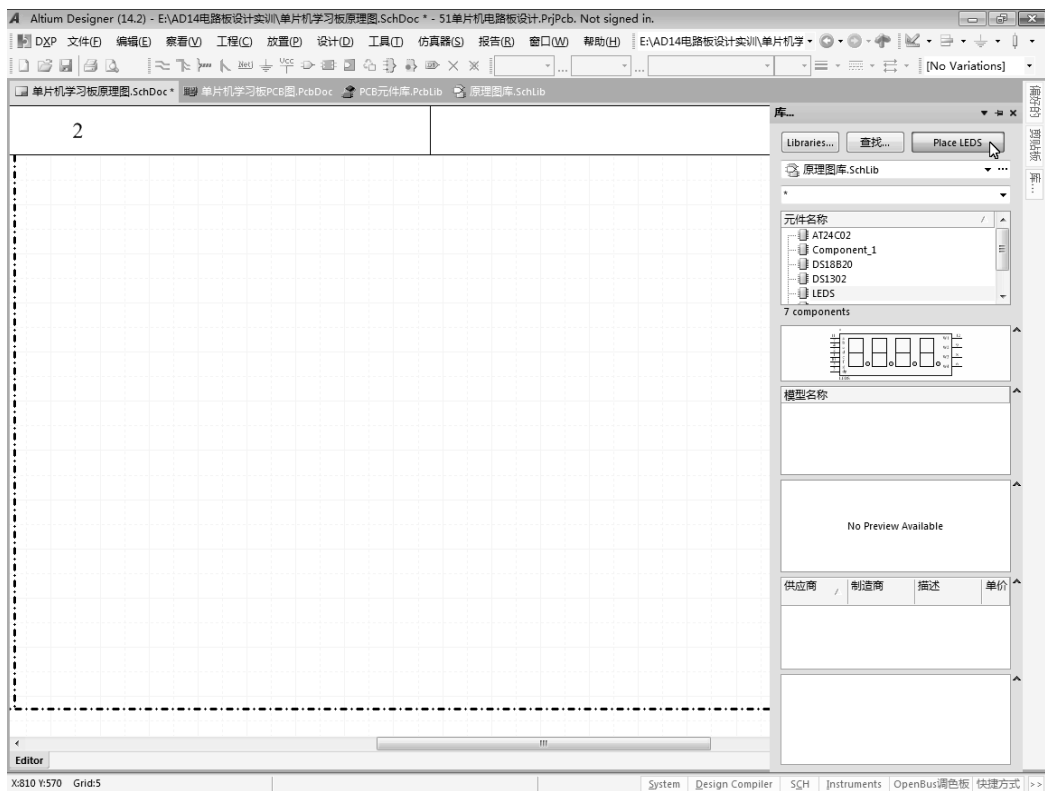 Altium Designer (14.2) - E:\AD14电路板设计实训\单片机学习板原理图.SchDoc * - 51单片机电路板设计.PrjPcb. Not signed in.
DXP 文件(F) 编辑(E) 察看(V) 工程(C) 放置(P) 设计(D) 工具(T) 仿真器(S) 报告(R) 窗口(W) 帮助(H) E:\AD14电路板设计实训\单片机学
[No Variations]
单片机学习板原理图.SchDoc * 单片机学习板PCB图.PcbDoc PCB元件库.PcbLib 原理图库.SchLib
2
库...
Libraries... 查找... Place LEDS
原理图库.SchLib
*
元件名称
AT24C02
Component_1
DS18B20
DS1302
LEDS
7 components
模型名称
No Preview Available
供应商 / 制造商 描述 单价
偏好的 剪贴板 库...
Editor
X:810 Y:570 Grid:5
System Design Compiler SCH Instruments OpenBus调色板 快捷方式 >>